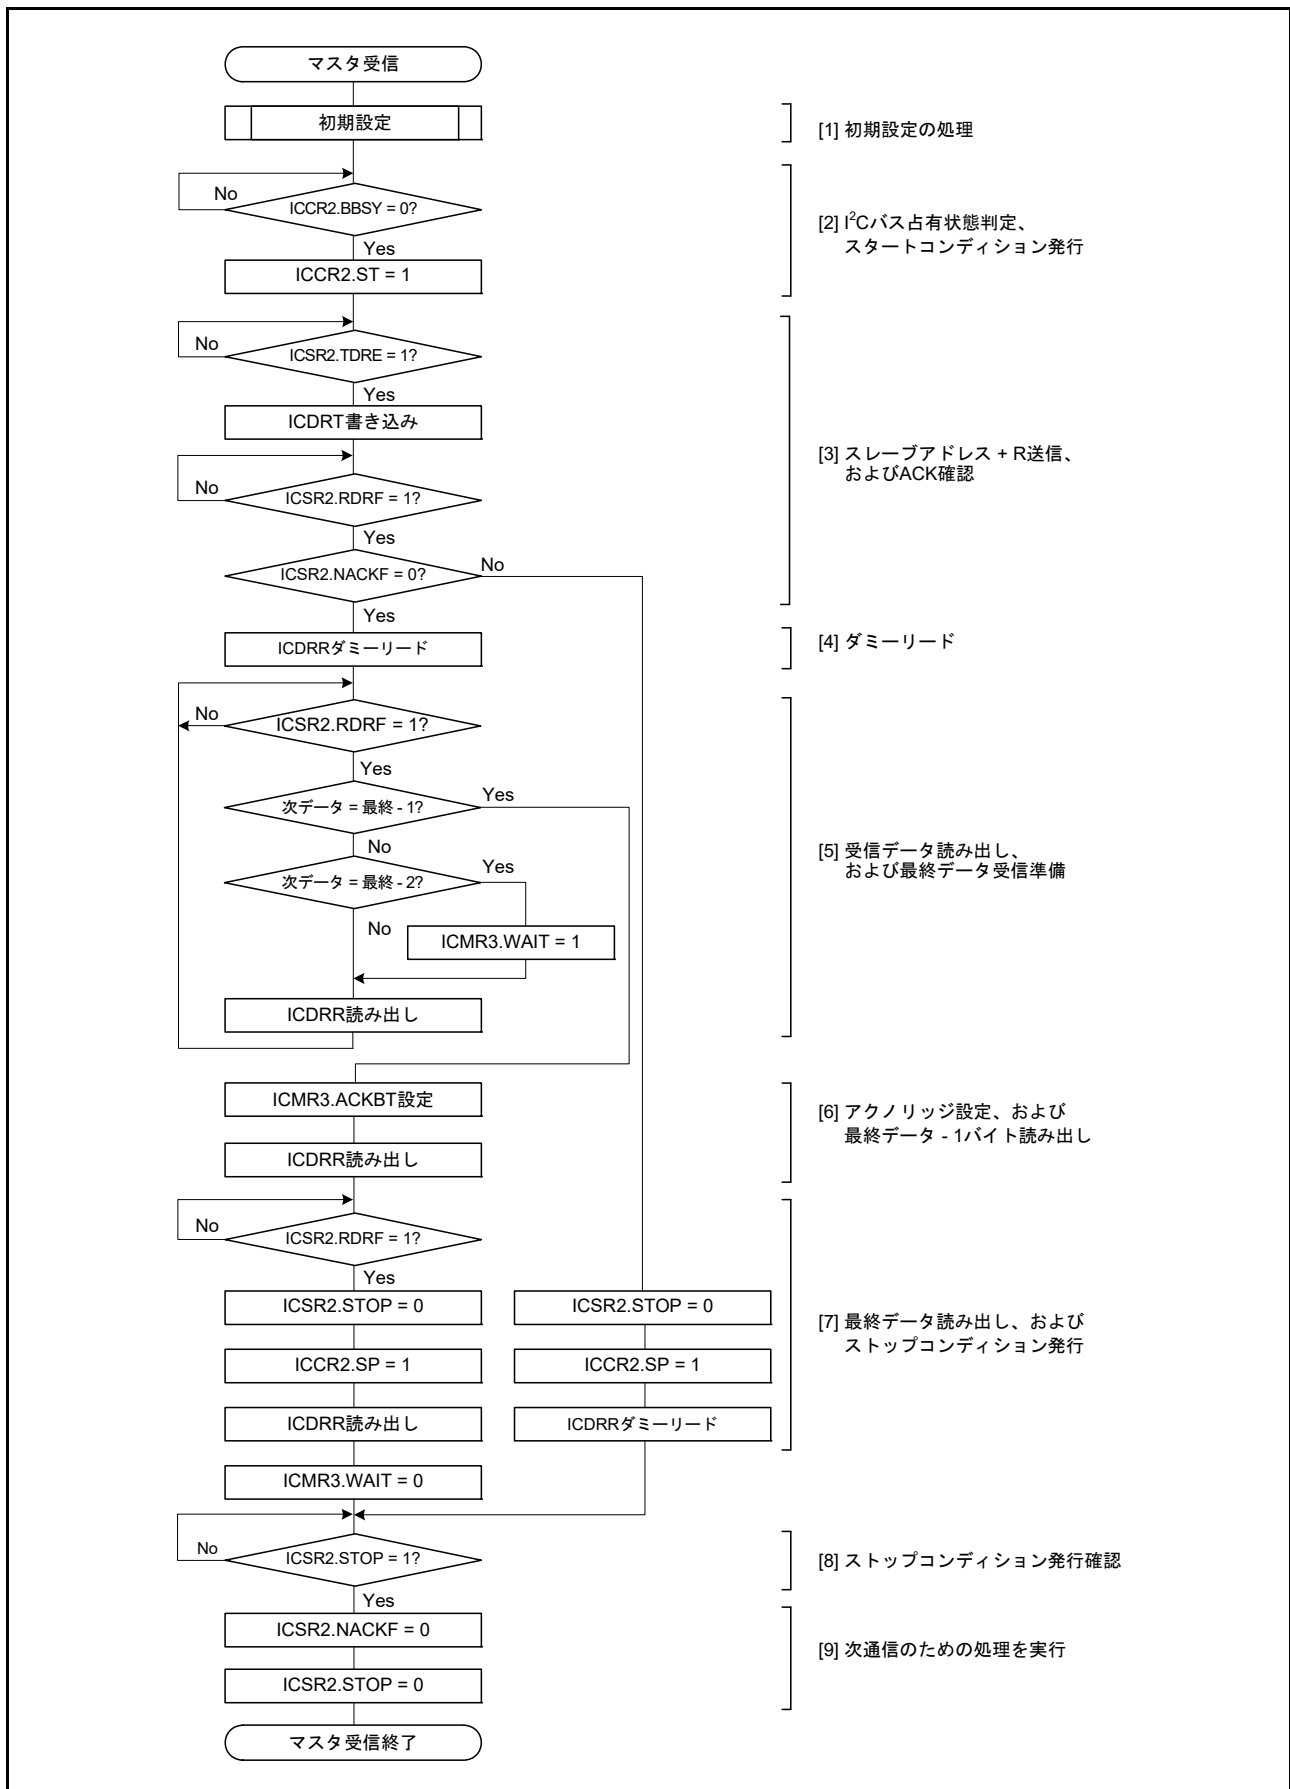 マスタ受信
初期設定
[1] 初期設定の処理
No
ICCR2.BBSY = 0?
Yes
ICCR2.ST = 1
[2] I²Cバス占有状態判定、
スタートコンディション発行
No
ICSR2.TDRE = 1?
Yes
ICDRT書き込み
No
ICSR2.RDRF = 1?
Yes
ICSR2.NACKF = 0?
No
Yes
[3] スレーブアドレス + R送信、
およびACK確認
ICDRRダミーリード
[4] ダミーリード
No
ICSR2.RDRF = 1?
Yes
次データ = 最終 - 1?
Yes
No
次データ = 最終 - 2?
Yes
No
ICMR3.WAIT = 1
ICDRR読み出し
[5] 受信データ読み出し、
および最終データ受信準備
ICMR3.ACKBT設定
ICDRR読み出し
[6] アクノリッジ設定、および
最終データ - 1バイト読み出し
No
ICSR2.RDRF = 1?
Yes
ICSR2.STOP = 0
ICCR2.SP = 1
ICDRR読み出し
ICMR3.WAIT = 0
ICSR2.STOP = 0
ICCR2.SP = 1
ICDRRダミーリード
[7] 最終データ読み出し、および
ストップコンディション発行
No
ICSR2.STOP = 1?
Yes
[8] ストップコンディション発行確認
ICSR2.NACKF = 0
ICSR2.STOP = 0
[9] 次通信のための処理を実行
マスタ受信終了